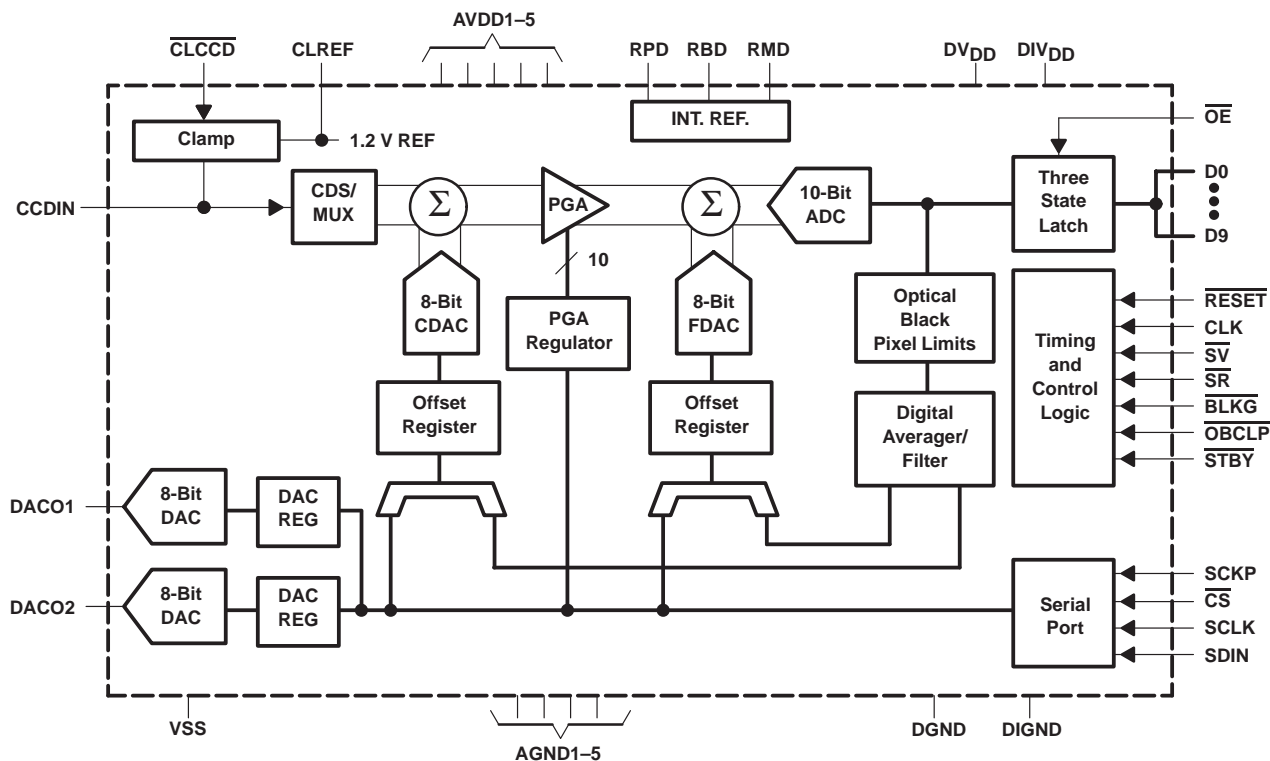 AVDD1–5
CLCCD
CLREF
RPD
RBD
RMD
DVDD
DIVDD
INT. REF.
OE
Clamp
1.2 V REF
CCDIN
CDS/
MUX
Σ
PGA
Σ
10-Bit
ADC
Three
State
Latch
D0
D9
10
8-Bit
CDAC
PGA
Regulator
8-Bit
FDAC
Optical
Black
Pixel Limits
Timing
and
Control
Logic
RESET
CLK
SV
SR
BLKG
OBCLP
STBY
Offset
Register
Offset
Register
Digital
Averager/
Filter
DACO1
8-Bit
DAC
DAC
REG
DACO2
8-Bit
DAC
DAC
REG
Serial
Port
SCKP
CS
SCLK
SDIN
VSS
AGND1–5
DGND
DIGND